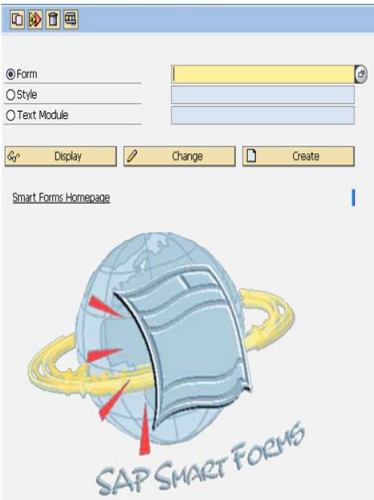 Form
Style
Text Module
Display Change Create
Smart Forms Homepage
SAP SMART FORMS